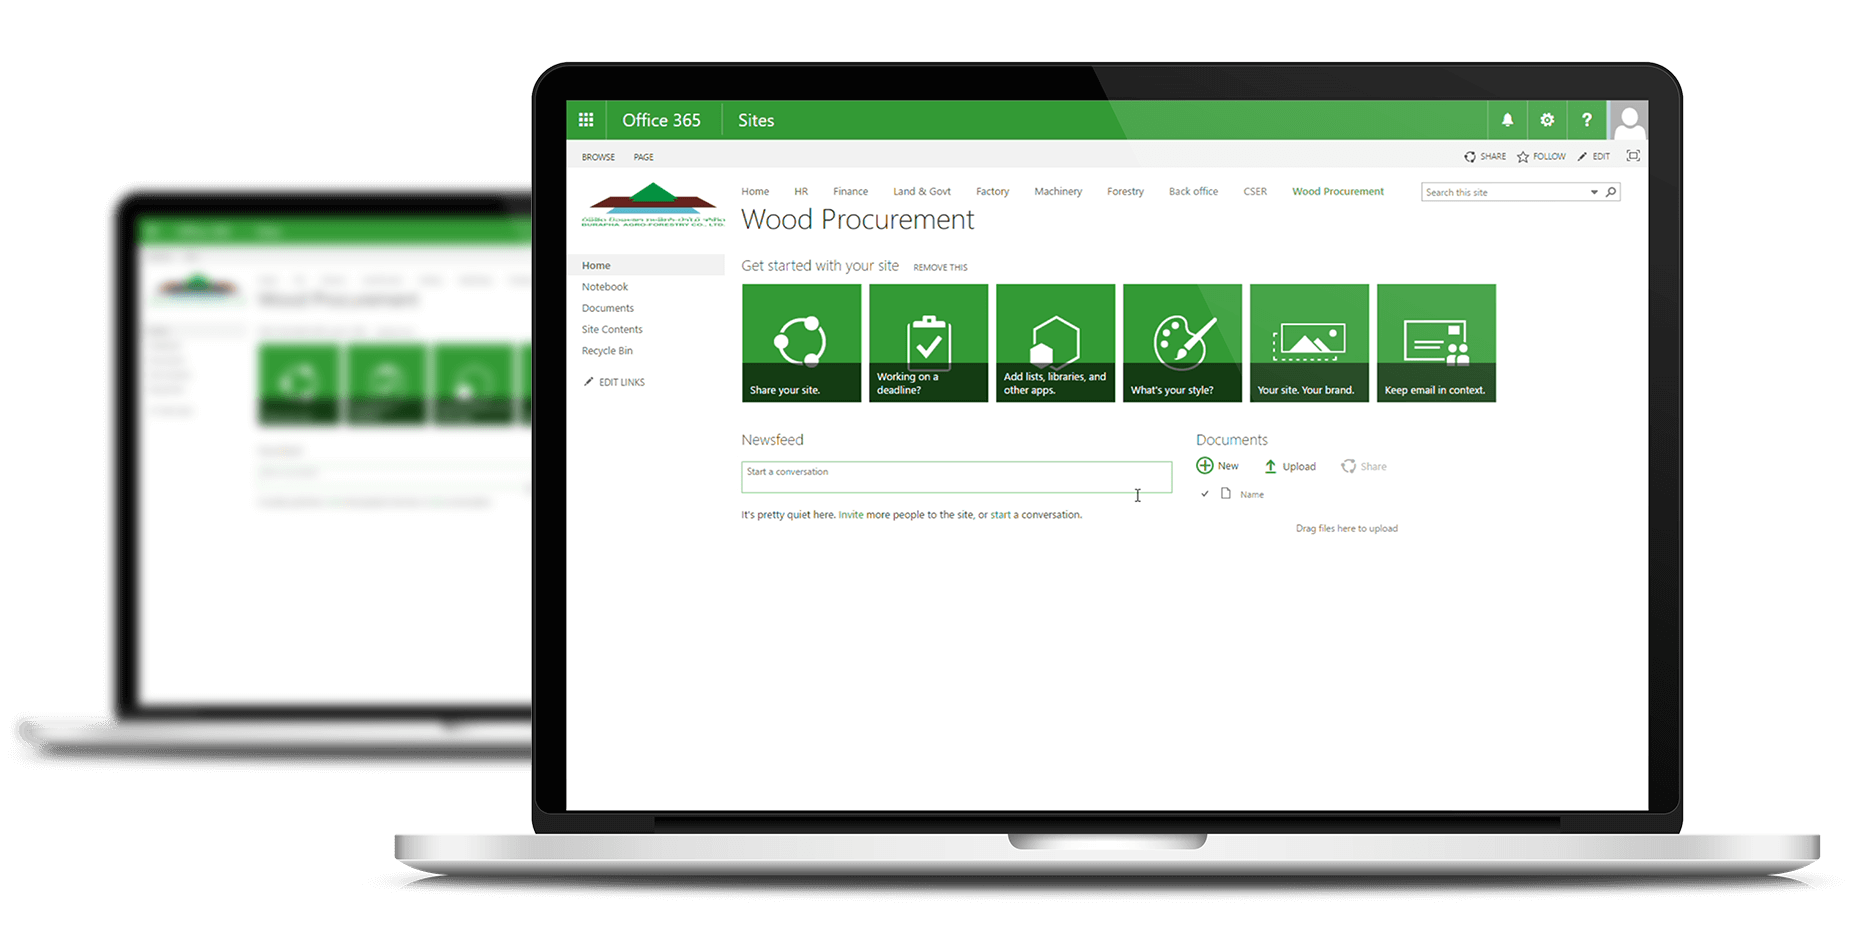 Office 365
Sites
BROWSE PAGE
SHARE FOLLOW EDIT
BURAPHA AGRO-FORESTRY CO., LTD.
Home HR Finance Land & Govt Factory Machinery Forestry Back office CSER Wood Procurement
Search this site
Wood Procurement
Home
Notebook
Documents
Site Contents
Recycle Bin
EDIT LINKS
Get started with your site REMOVE THIS
Share your site.
Working on a
deadline?
Add lists, libraries, and
other apps.
What's your style?
Your site. Your brand.
Keep email in context.
Newsfeed
Start a conversation
It's pretty quiet here. Invite more people to the site, or start a conversation.
Documents
New Upload Share
Name
Drag files here to upload